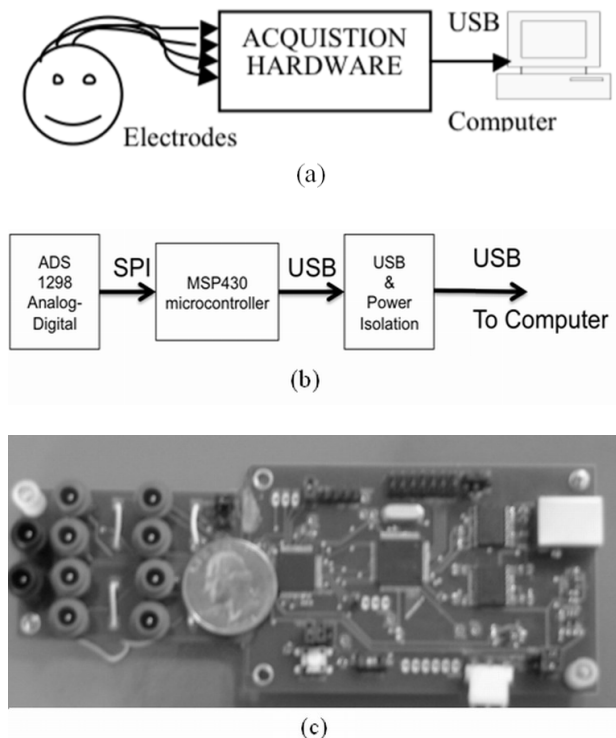 ACQUISTION
HARDWARE
USB
Electrodes
Computer
(a)
ADS
1298
Analog-
Digital
SPI
MSP430
microcontroller
USB
USB
&
Power
Isolation
USB
To Computer
(b)
(c)